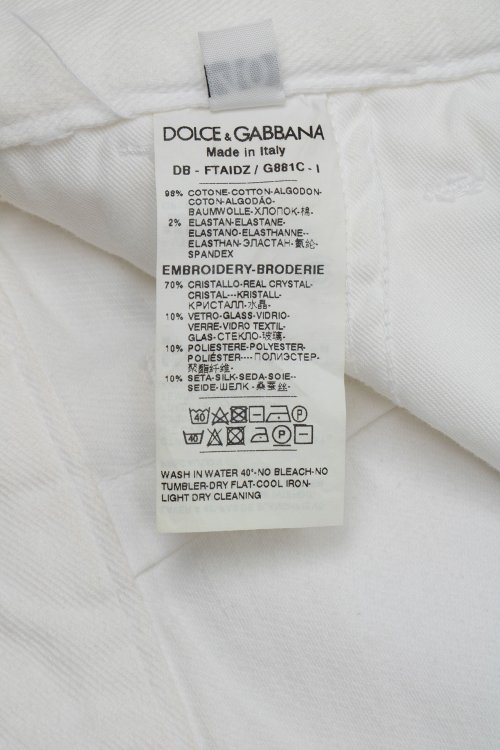 DOLCE & GABBANA
Made in Italy
DB - FTAIDZ / G881C - I
98% COTONE-COTTON-ALGODON-
COTON-ALGODÃO-
BAUMWOLLE-ХЛОПОК-棉-
2% ELASTAN-ELASTANE-
ELASTANO-ELASTHANNE--
ELASTHAN-ЭЛАСТАН-氨纶-
SPANDEX
EMBROIDERY-BRODERIE
70% CRISTALLO-REAL CRYSTAL-
CRISTAL---KRISTALL-
КРИСТАЛЛ-水晶-
10% VETRO-GLASS-VIDRIO-
VERRE-VIDRO TEXTIL-
GLAS-СТЕКЛО-玻璃-
10% POLIESTERE-POLYESTER-
POLIÉSTER----ПОЛИЭСТЕР-
聚酯纤维-
10% SETA-SILK-SEDA-SOIE--
SEIDE-ШЕЛК-桑蚕丝-
40 P
40 P
WASH IN WATER 40°-NO BLEACH-NO
TUMBLER-DRY FLAT-COOL IRON-
LIGHT DRY CLEANING